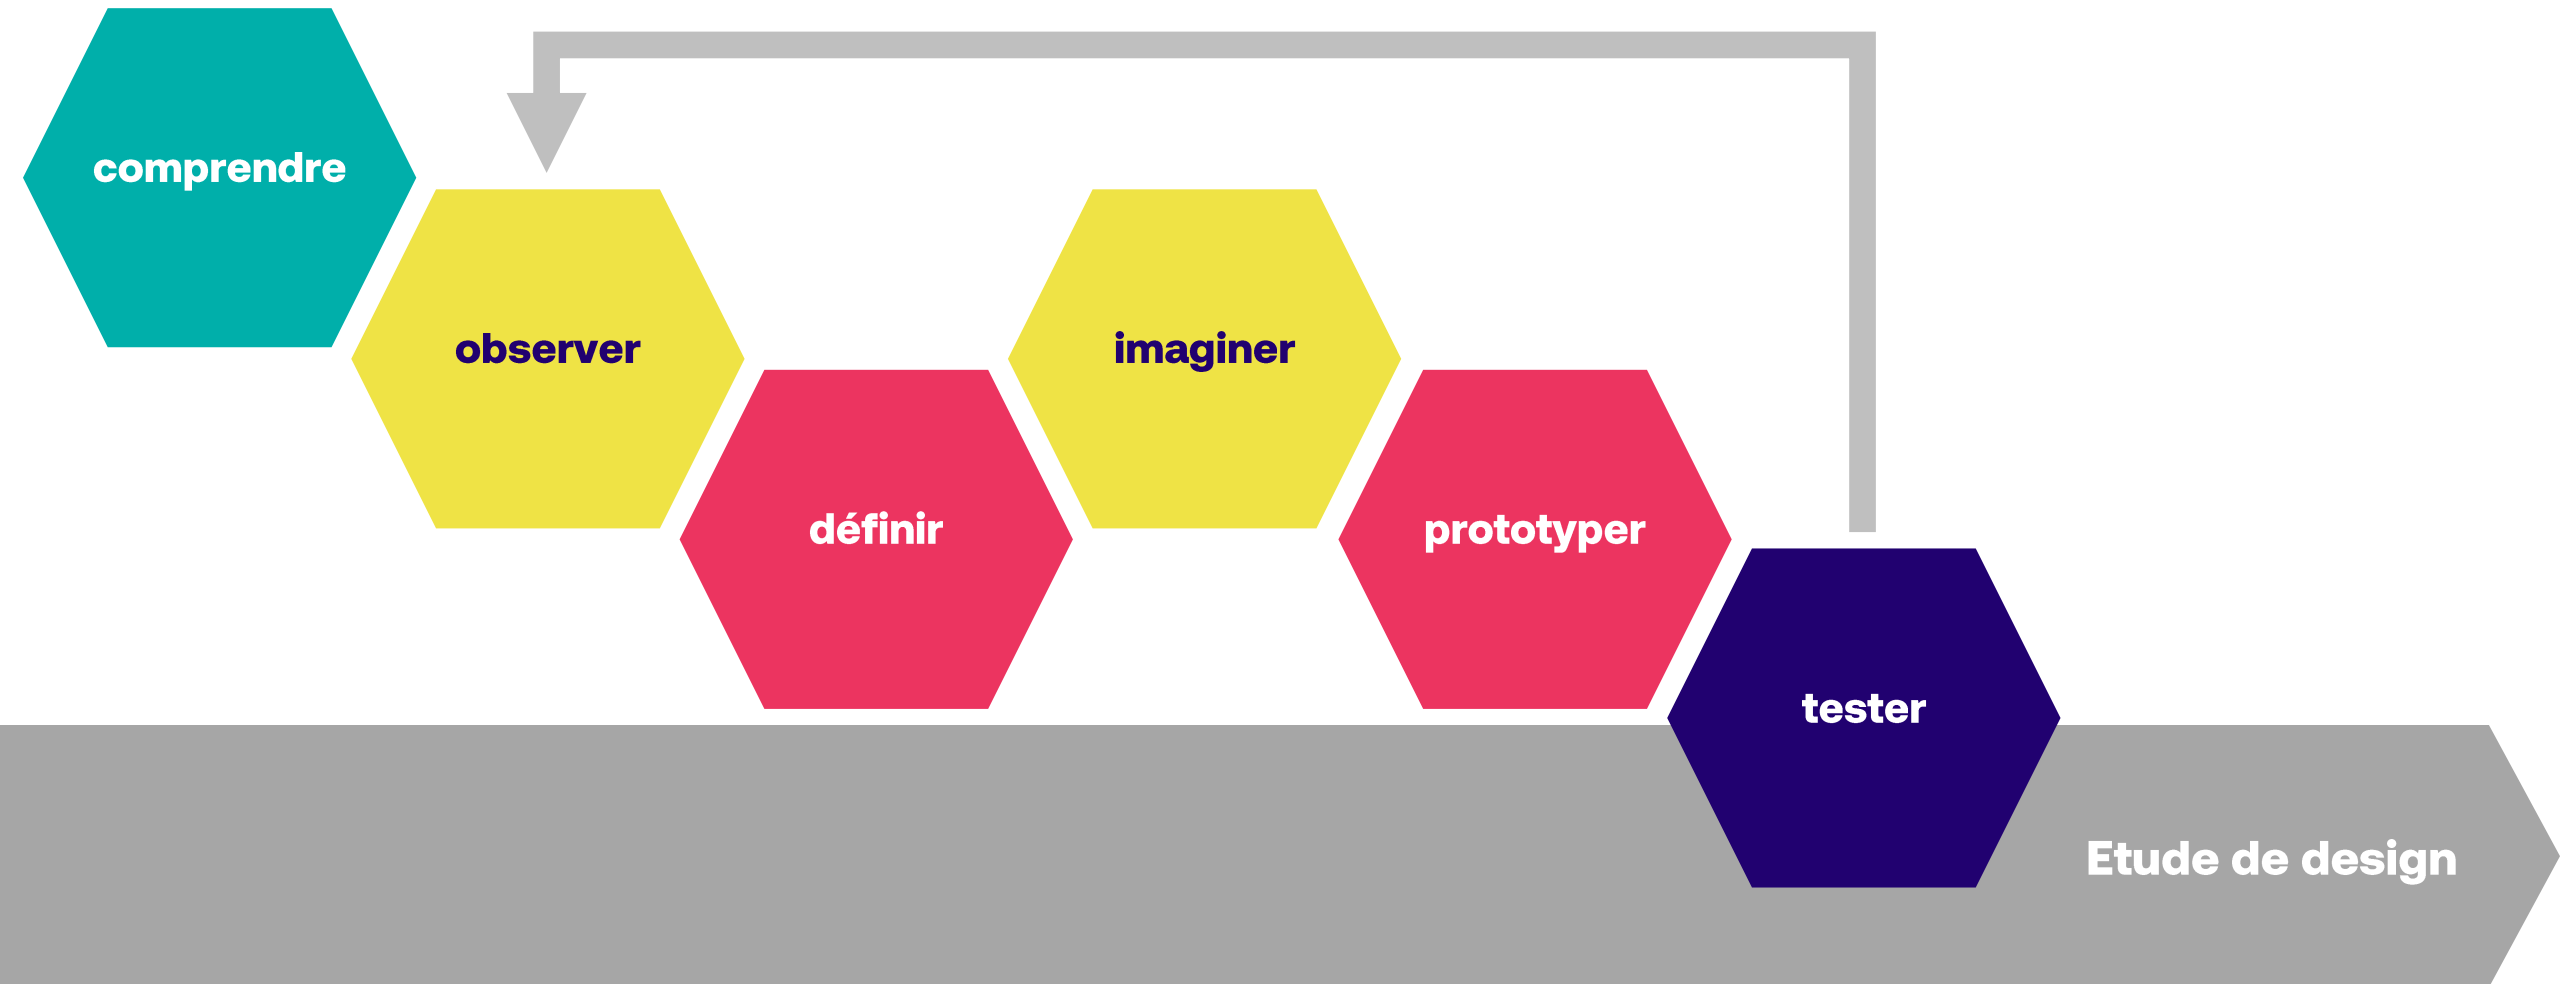 comprendre
observer
définir
imaginer
prototyper
tester
Etude de design